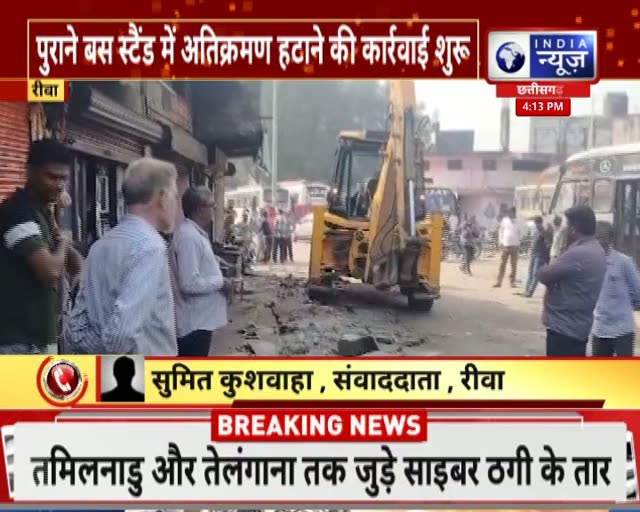 पुराने बस स्टैंड में अतिक्रमण हटाने की कार्रवाई शुरू
INDIA
न्यूज़
रीवा
छत्तीसगढ़
4:13 PM
सुमित कुशवाहा , संवाददाता , रीवा
BREAKING NEWS
तमिलनाडु और तेलंगाना तक जुड़े साइबर ठगी के तार